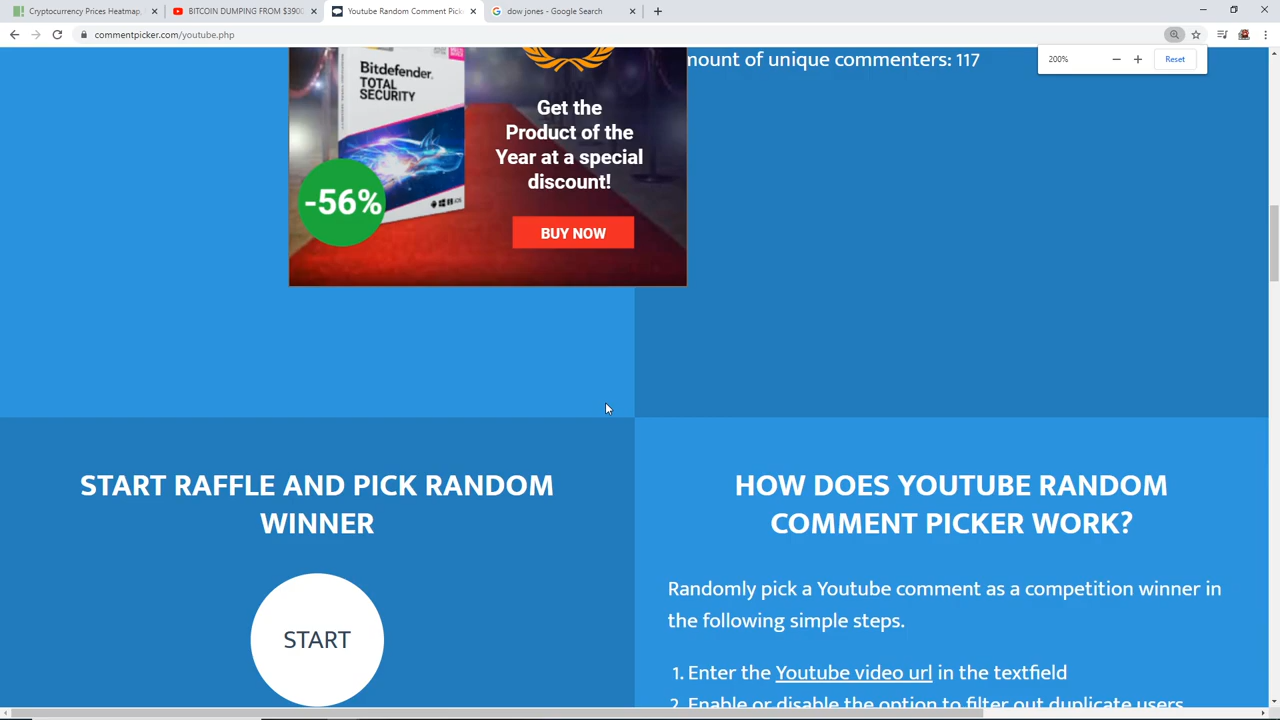 Cryptocurrency Prices Heatmap,
BITCOIN DUMPING FROM $3900
Youtube Random Comment Pick
dow jones - Google Search
commentpicker.com/youtube.php
200%
Reset
mount of unique commenters: 117
Bitdefender
TOTAL
SECURITY
Get the
Product of the
Year at a special
discount!
-56%
BUY NOW
START RAFFLE AND PICK RANDOM
WINNER
START
HOW DOES YOUTUBE RANDOM
COMMENT PICKER WORK?
Randomly pick a Youtube comment as a competition winner in
the following simple steps.
1. Enter the Youtube video url in the textfield
2. Enable or disable the option to filter out duplicate users